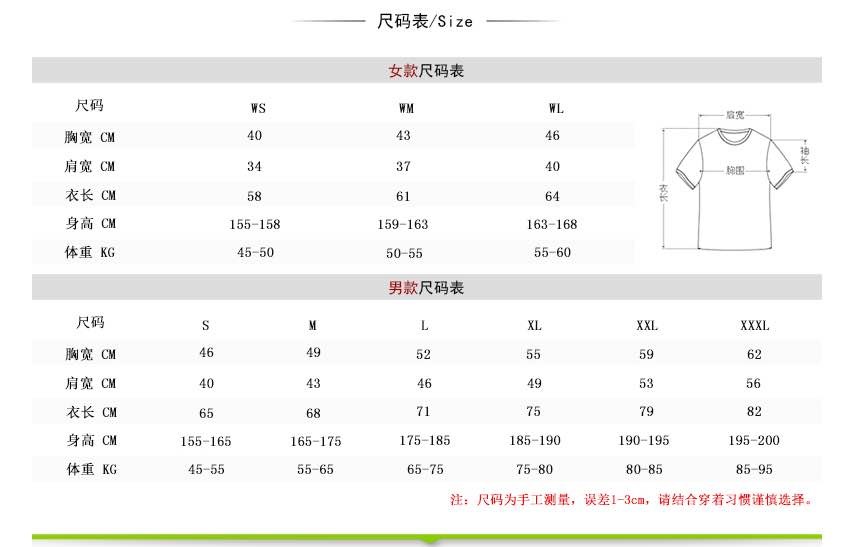 尺码表/Size
女款尺码表
尺码 WS WM WL
胸宽 CM 40 43 46
肩宽 CM 34 37 40
衣长 CM 58 61 64
身高 CM 155-158 159-163 163-168
体重 KG 45-50 50-55 55-60
肩宽
袖长
胸围
衣长
男款尺码表
尺码 S M L XL XXL XXXL
胸宽 CM 46 49 52 55 59 62
肩宽 CM 40 43 46 49 53 56
衣长 CM 65 68 71 75 79 82
身高 CM 155-165 165-175 175-185 185-190 190-195 195-200
体重 KG 45-55 55-65 65-75 75-80 80-85 85-95
注：尺码为手工测量，误差1-3cm，请结合穿着习惯谨慎选择。